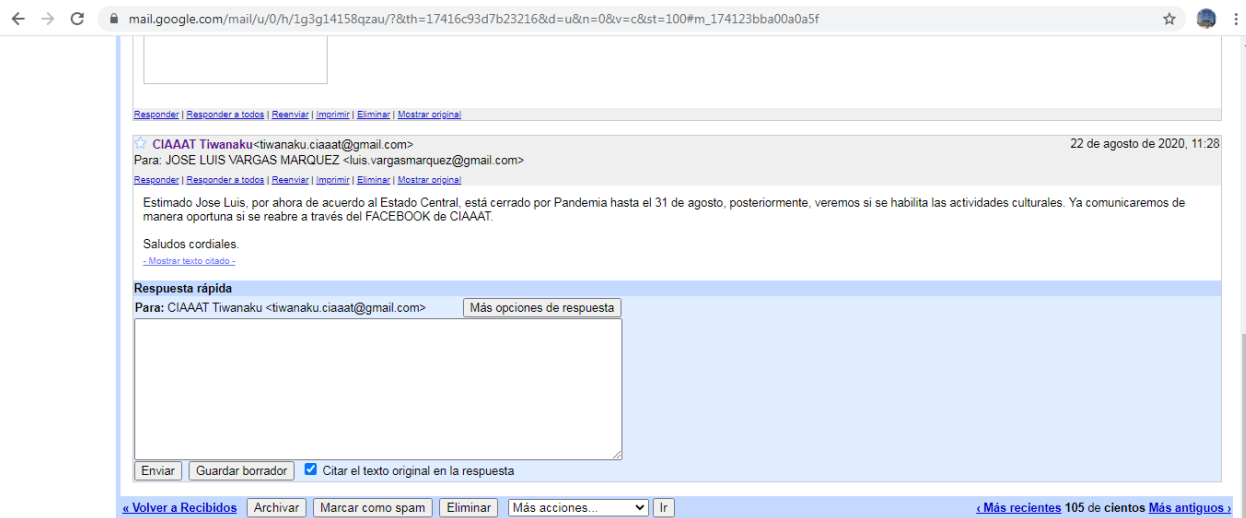 mail.google.com/mail/u/0/h/1g3g14158qzau/?&th=17416c93d7b23216&d=u&n=0&v=c&st=100#m_174123bba00a0a5f
Responder | Responder a todos | Reenviar | Imprimir | Eliminar | Mostrar original
CIAAAT Tiwanaku<tiwanaku.ciaaat@gmail.com> 22 de agosto de 2020, 11:28
Para: JOSE LUIS VARGAS MARQUEZ <luis.vargasmarquez@gmail.com>
Responder | Responder a todos | Reenviar | Imprimir | Eliminar | Mostrar original
Estimado Jose Luis, por ahora de acuerdo al Estado Central, está cerrado por Pandemia hasta el 31 de agosto, posteriormente, veremos si se habilita las actividades culturales. Ya comunicaremos de
manera oportuna si se reabre a través del FACEBOOK de CIAAAT.
Saludos cordiales.
- Mostrar texto citado -
Respuesta rápida
Para: CIAAAT Tiwanaku <tiwanaku.ciaaat@gmail.com> Más opciones de respuesta
Enviar Guardar borrador Citar el texto original en la respuesta
« Volver a Recibidos Archivar Marcar como spam Eliminar Más acciones... Ir ‹ Más recientes 105 de cientos Más antiguos ›